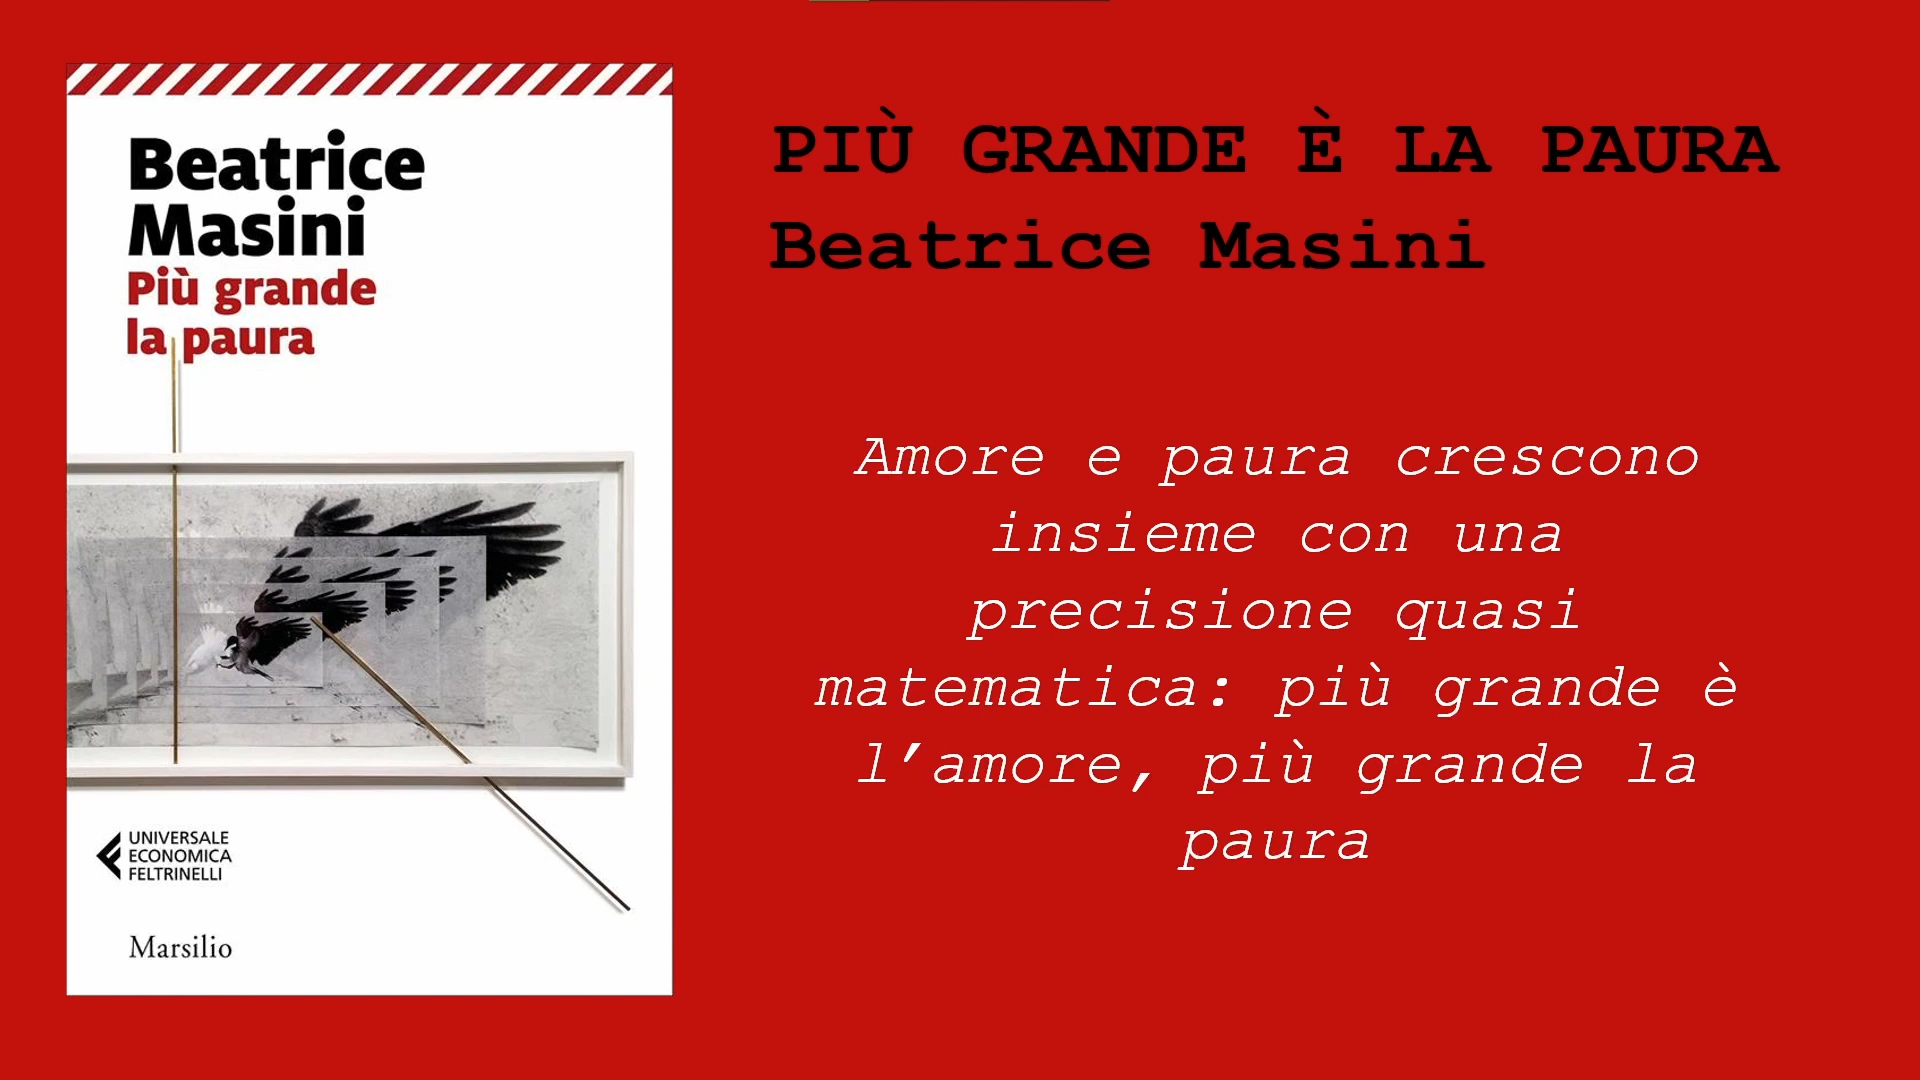 Beatrice
Masini
Più grande
la paura
UNIVERSALE
ECONOMICA
FELTRINELLI
Marsilio
PIÙ GRANDE È LA PAURA
Beatrice Masini
Amore e paura crescono
insieme con una
precisione quasi
matematica: più grande è
l’amore, più grande la
paura